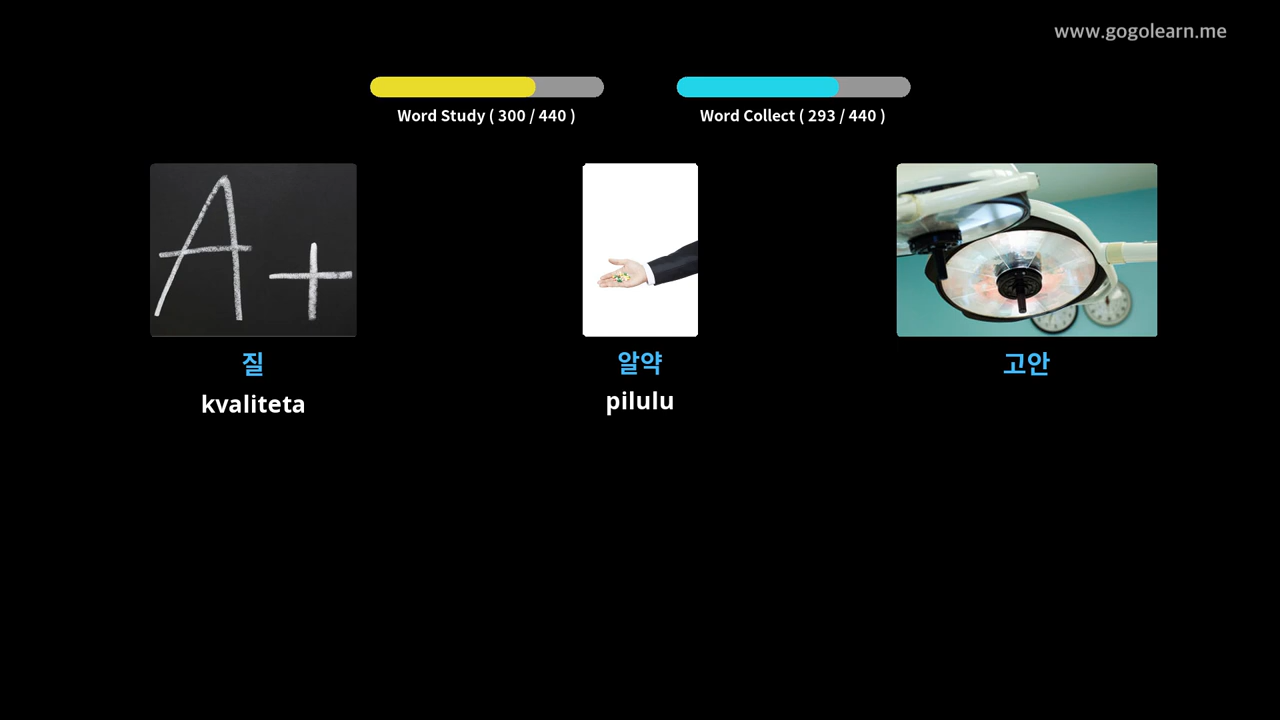 www.gogolearn.me
Word Study ( 300 / 440 )
Word Collect ( 293 / 440 )
A+
질
알약
고안
kvaliteta
pilulu